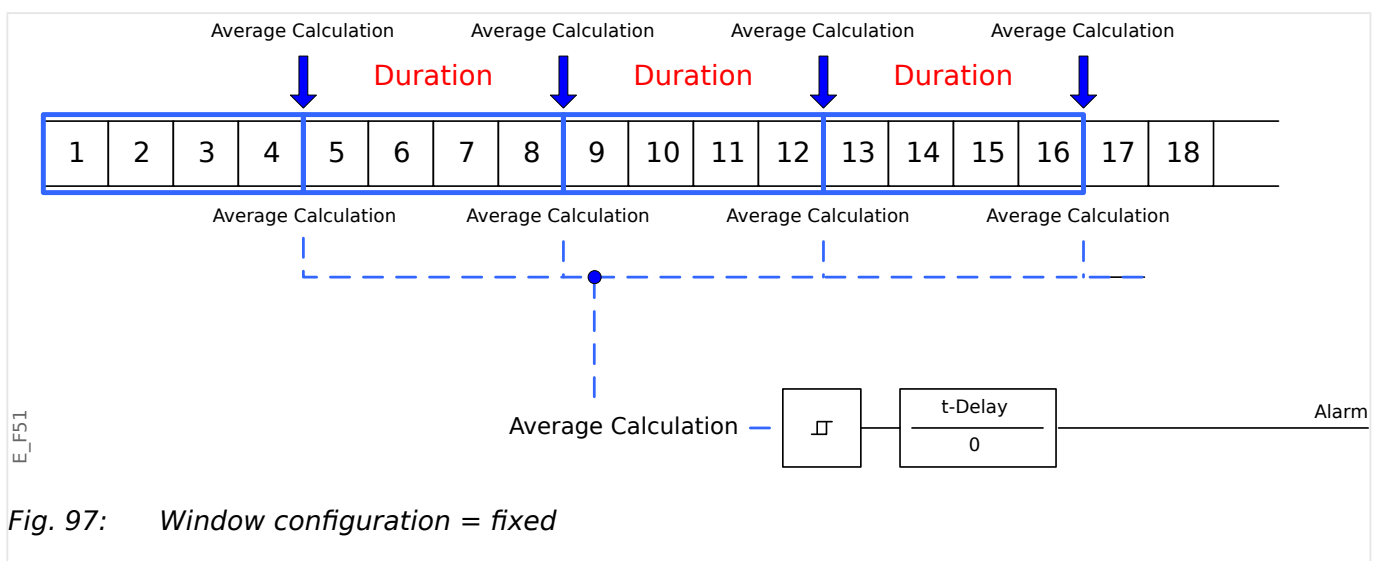 Average Calculation Average Calculation Average Calculation Average Calculation
Duration Duration Duration
1 2 3 4 5 6 7 8 9 10 11 12 13 14 15 16 17 18
Average Calculation Average Calculation Average Calculation Average Calculation
t-Delay
Alarm
Average Calculation
0
E_F51
Fig. 97: Window configuration = fixed